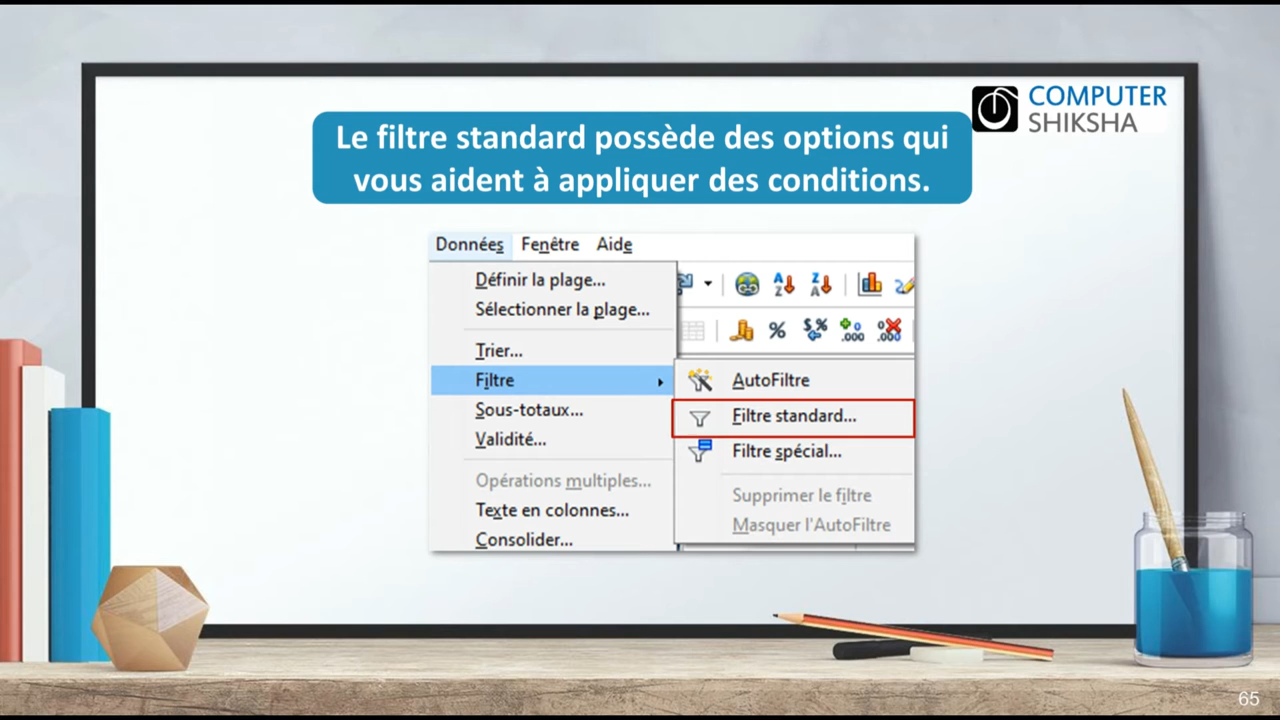 COMPUTER
SHIKSHA
Le filtre standard possède des options qui
vous aident à appliquer des conditions.
Données Fenêtre Aide
Définir la plage...
Sélectionner la plage...
Trier...
Filtre
Sous-totaux...
Validité...
Opérations multiples...
Texte en colonnes...
Consolider...
AutoFiltre
Filtre standard...
Filtre spécial...
Supprimer le filtre
Masquer l'AutoFiltre
65